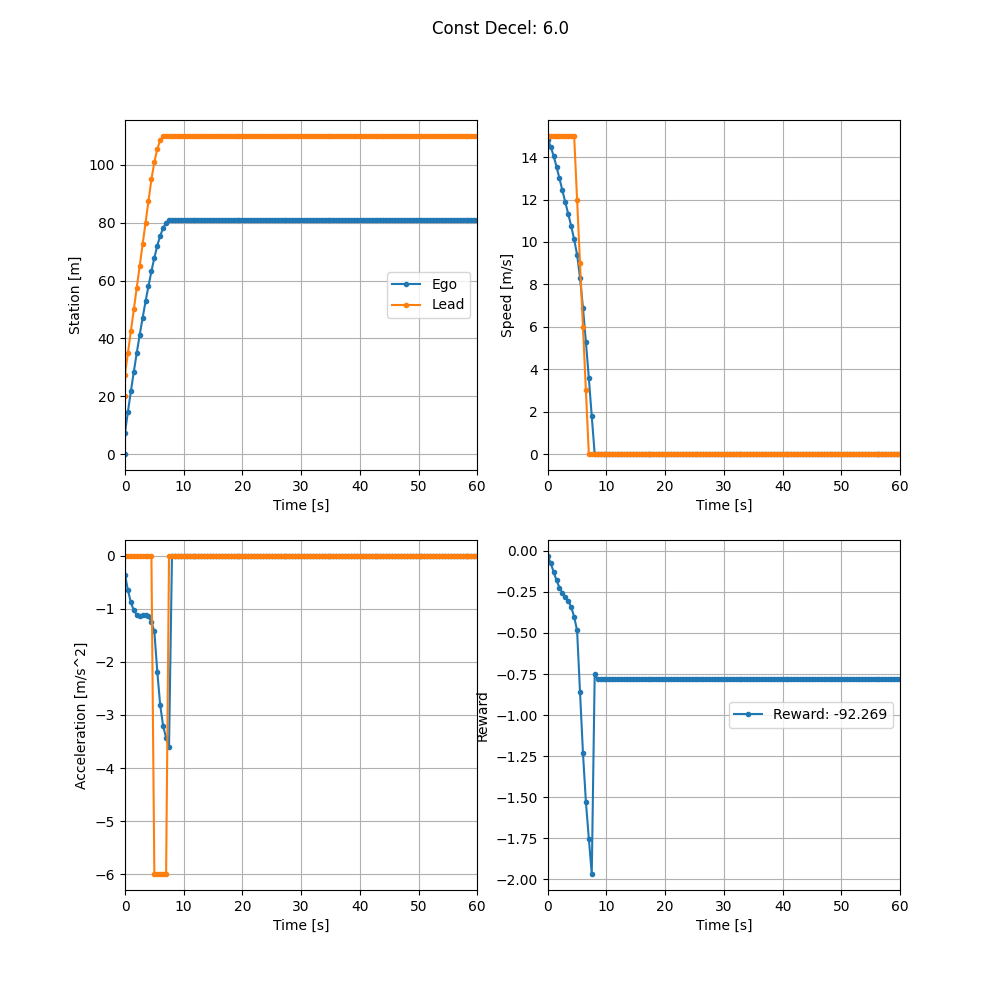 Const Decel: 6.0
100
80
60
40
20
0
Station [m]
Ego
Lead
0 10 20 30 40 50 60
Time [s]
14
12
10
8
6
4
2
0
Speed [m/s]
0 10 20 30 40 50 60
Time [s]
0
−1
−2
−3
−4
−5
−6
Acceleration [m/s^2]
0 10 20 30 40 50 60
Time [s]
0.00
−0.25
−0.50
−0.75
−1.00
−1.25
−1.50
−1.75
−2.00
Reward
Reward: -92.269
0 10 20 30 40 50 60
Time [s]